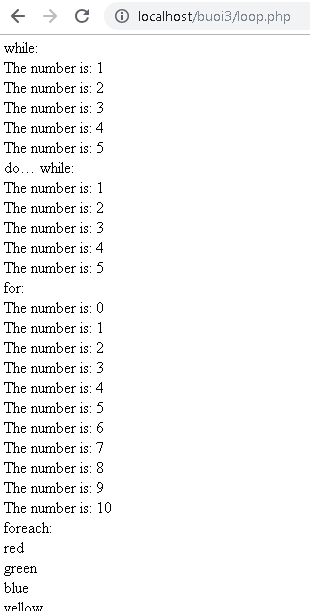 localhost/buoi3/loop.php
while:
The number is: 1
The number is: 2
The number is: 3
The number is: 4
The number is: 5
do… while:
The number is: 1
The number is: 2
The number is: 3
The number is: 4
The number is: 5
for:
The number is: 0
The number is: 1
The number is: 2
The number is: 3
The number is: 4
The number is: 5
The number is: 6
The number is: 7
The number is: 8
The number is: 9
The number is: 10
foreach:
red
green
blue
yellow